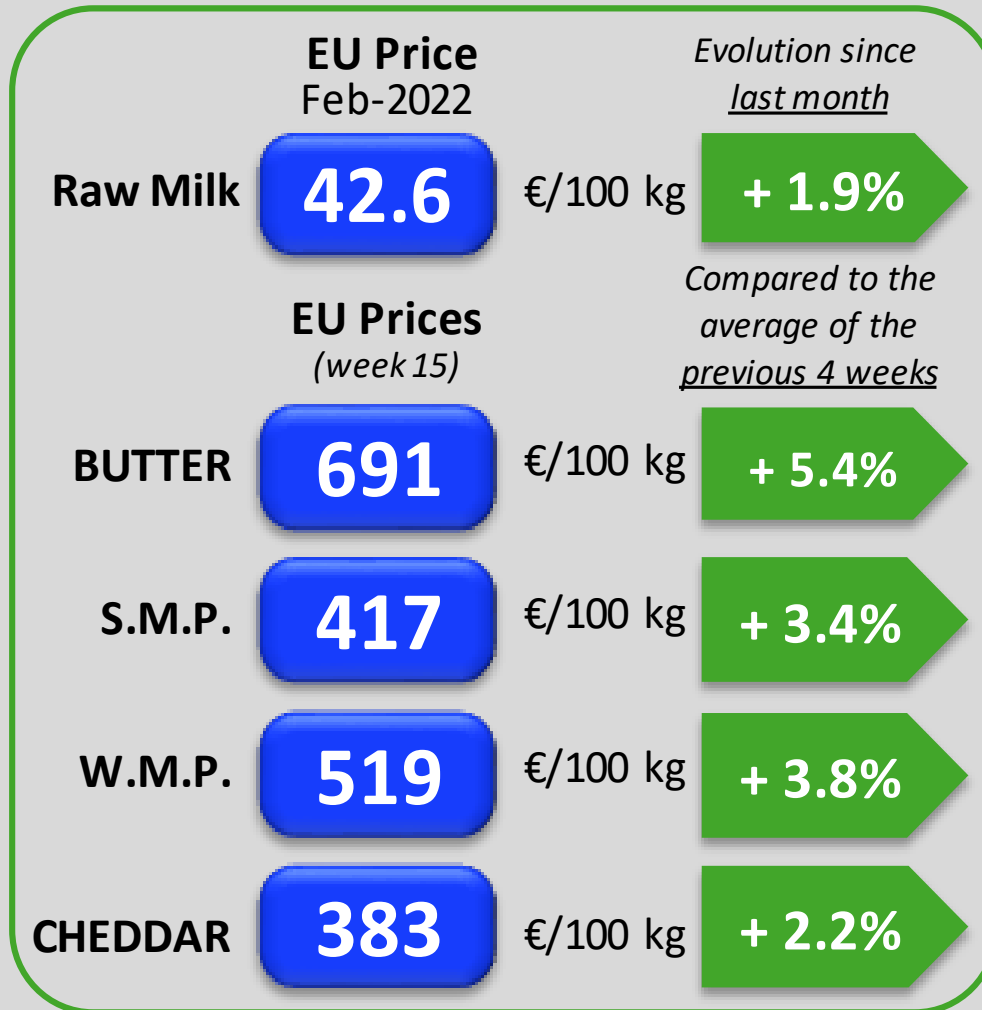 EU Price
Feb-2022
Evolution since
last month
Raw Milk 42.6 €/100 kg + 1.9%
EU Prices
(week 15)
Compared to the
average of the
previous 4 weeks
BUTTER 691 €/100 kg + 5.4%
S.M.P. 417 €/100 kg + 3.4%
W.M.P. 519 €/100 kg + 3.8%
CHEDDAR 383 €/100 kg + 2.2%